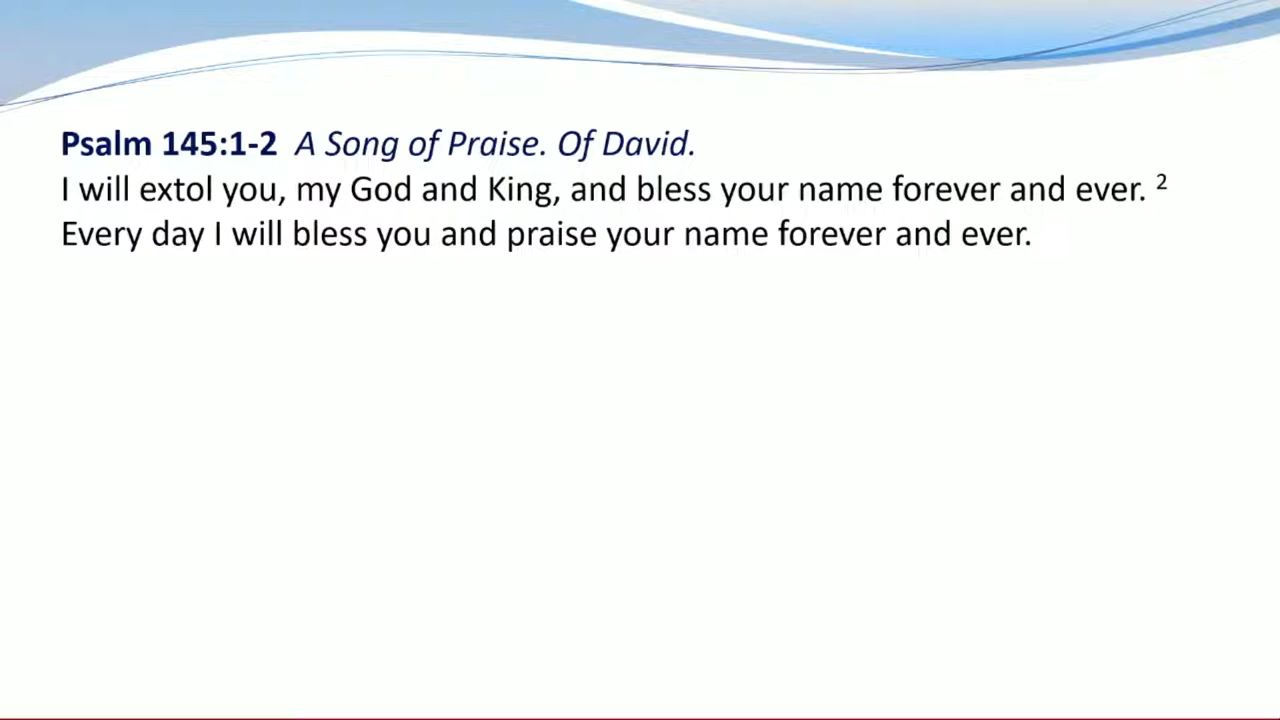 Psalm 145:1-2 A Song of Praise. Of David.
I will extol you, my God and King, and bless your name forever and ever. ²
Every day I will bless you and praise your name forever and ever.